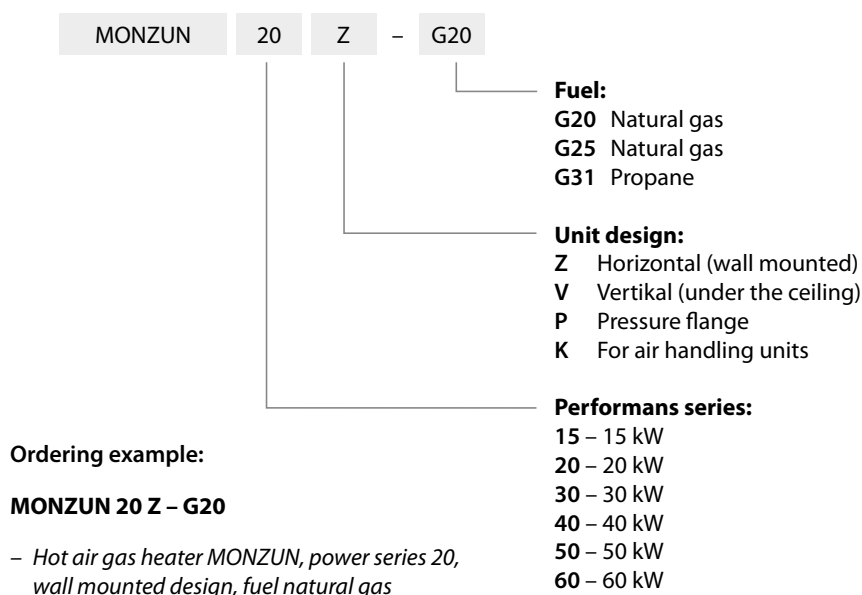 MONZUN 20 Z – G20
Fuel:
G20 Natural gas
G25 Natural gas
G31 Propane
Unit design:
Z Horizontal (wall mounted)
V Vertikal (under the ceiling)
P Pressure flange
K For air handling units
Performans series:
15 – 15 kW
20 – 20 kW
30 – 30 kW
40 – 40 kW
50 – 50 kW
60 – 60 kW
Ordering example:
MONZUN 20 Z – G20
– Hot air gas heater MONZUN, power series 20,
wall mounted design, fuel natural gas